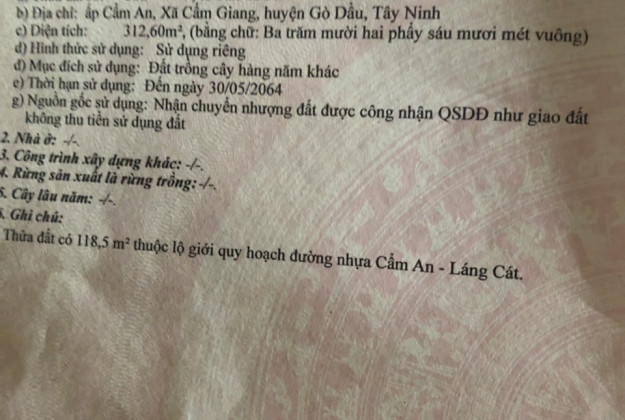 b) Địa chỉ: ấp Cẩm An, Xã Cẩm Giang, huyện Gò Dầu, Tây Ninh
c) Diện tích: 312,60m², (bằng chữ: Ba trăm mười hai phẩy sáu mươi mét vuông)
d) Hình thức sử dụng: Sử dụng riêng
đ) Mục đích sử dụng: Đất trồng cây hàng năm khác
e) Thời hạn sử dụng: Đến ngày 30/05/2064
g) Nguồn gốc sử dụng: Nhận chuyển nhượng đất được công nhận QSDĐ như giao đất
không thu tiền sử dụng đất
2. Nhà ở: -/-.
3. Công trình xây dựng khác: -/-.
4. Rừng sản xuất là rừng trồng: -/-.
5. Cây lâu năm: -/-.
6. Ghi chú:
Thửa đất có 118,5 m² thuộc lộ giới quy hoạch đường nhựa Cẩm An - Láng Cát.